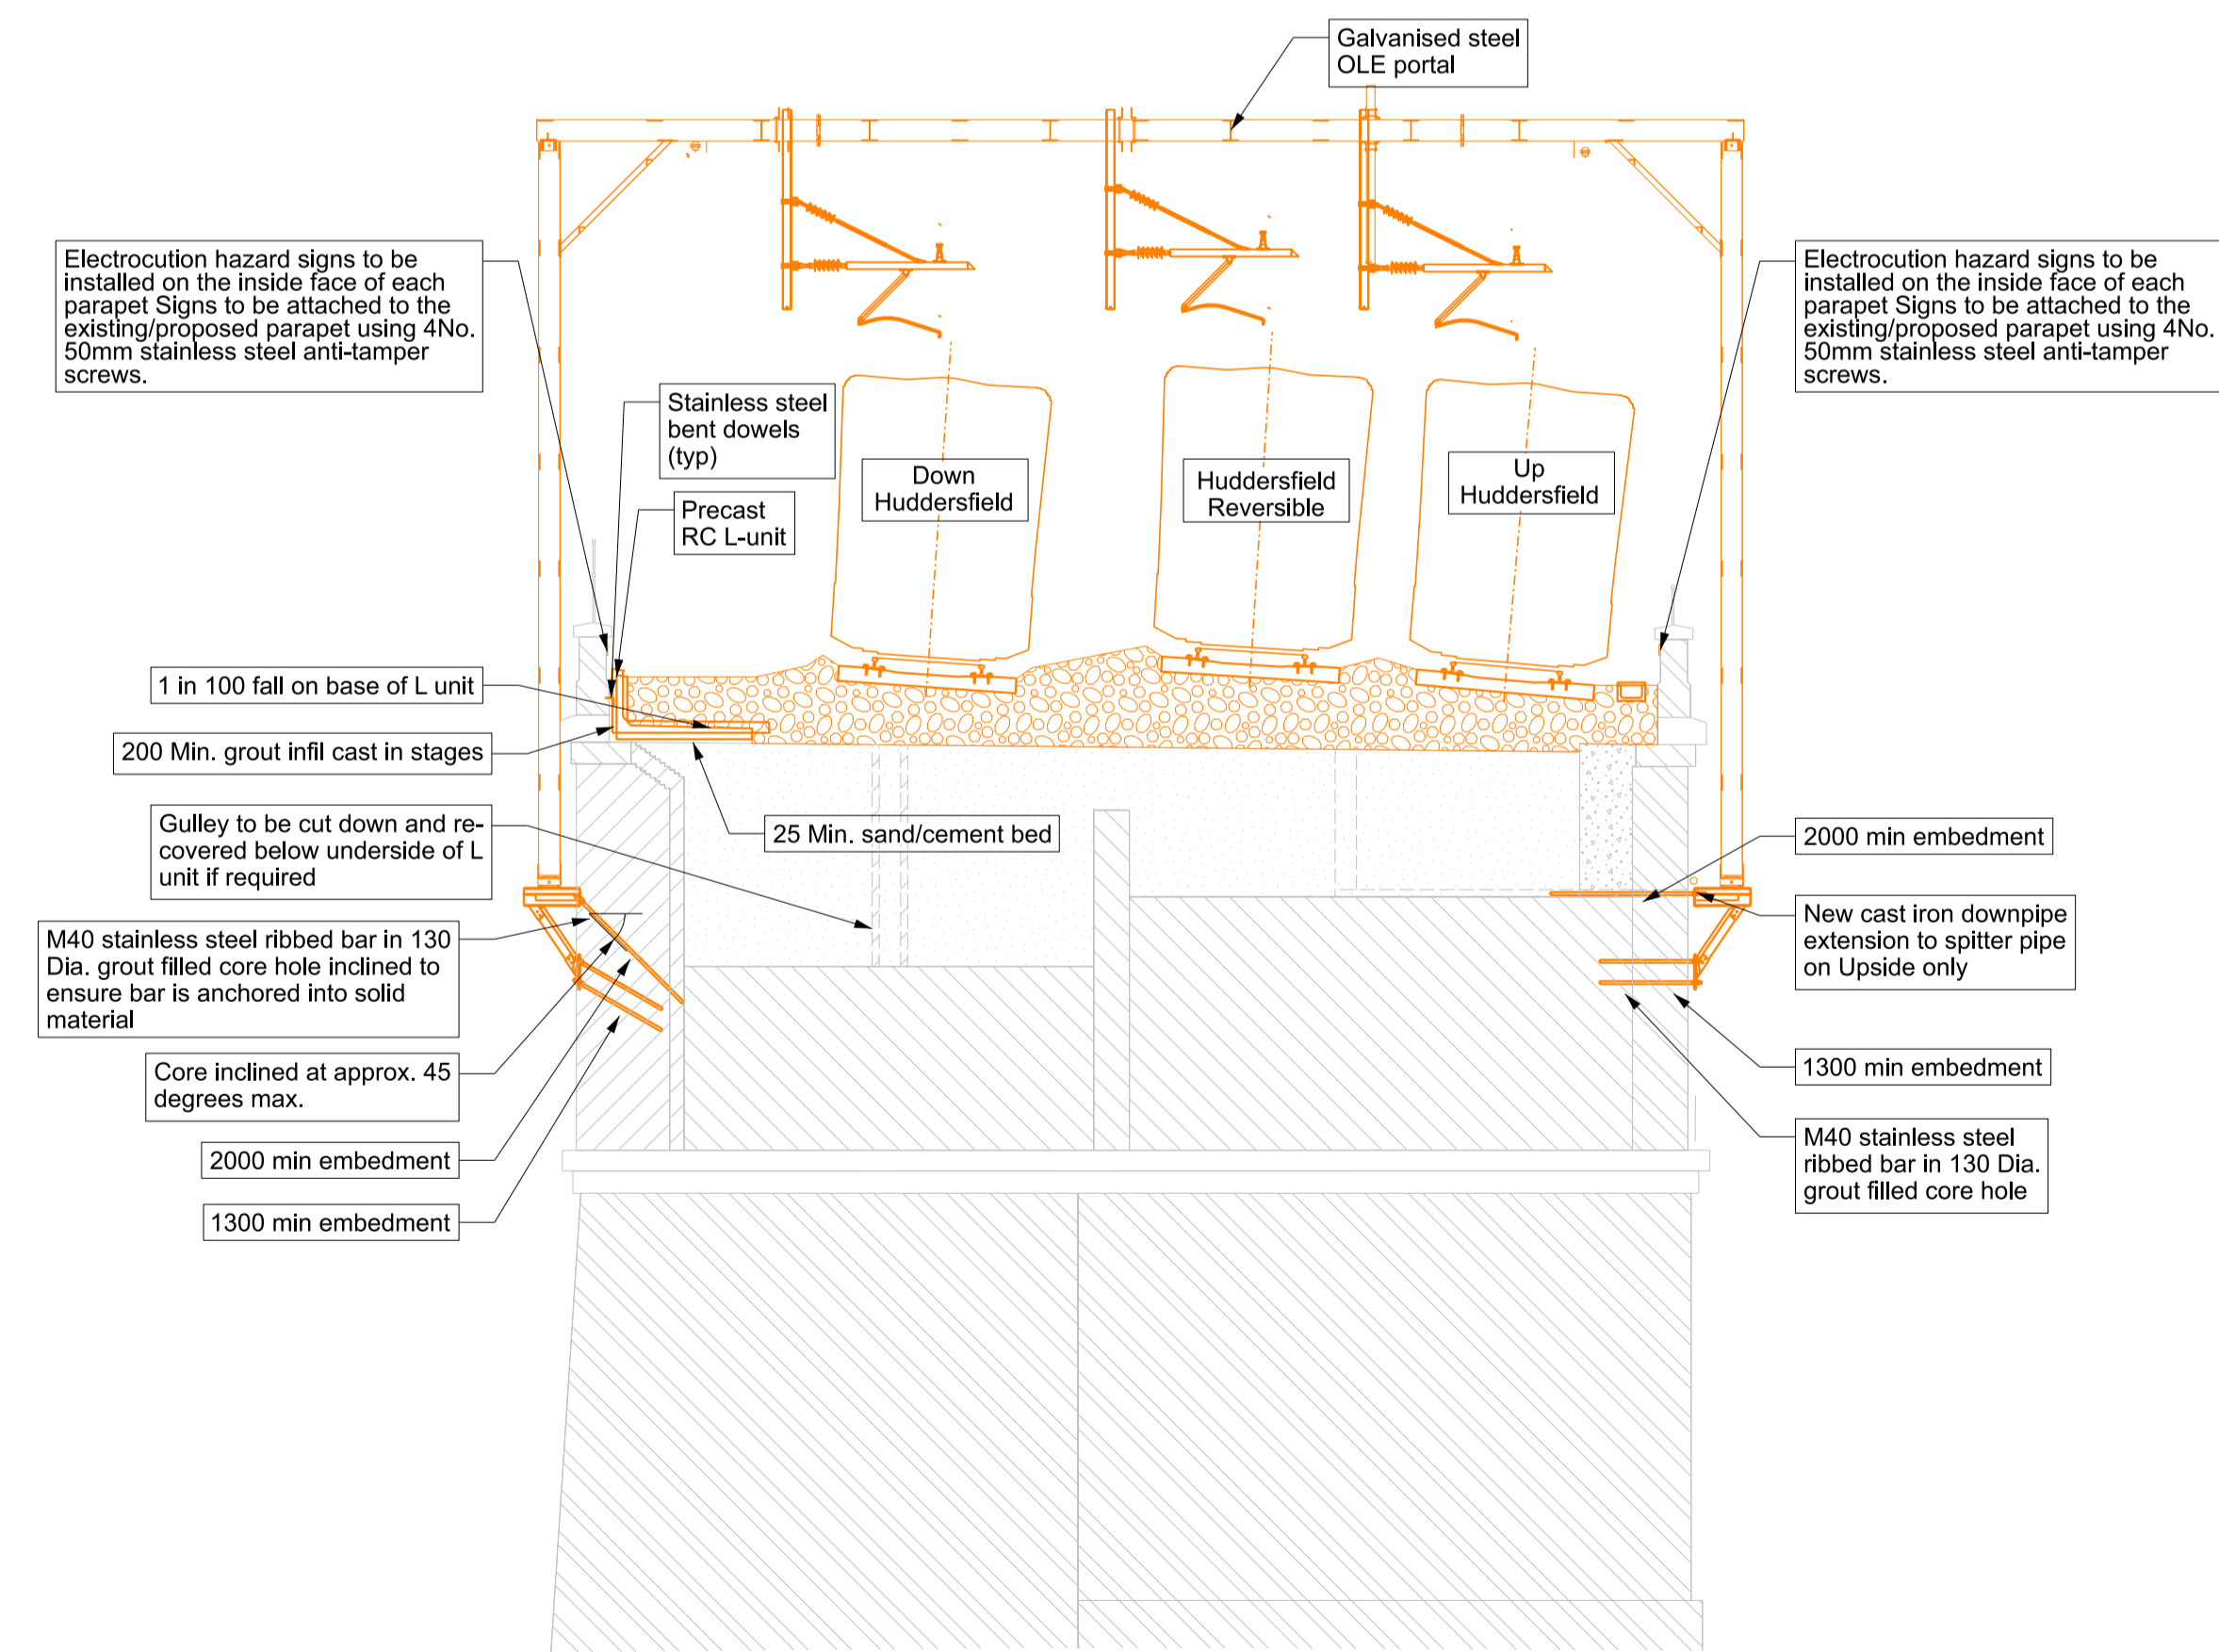 Galvanised steel
OLE portal
Electrocution hazard signs to be
installed on the inside face of each
parapet Signs to be attached to the
existing/proposed parapet using 4No.
50mm stainless steel anti-tamper
screws.
Electrocution hazard signs to be
installed on the inside face of each
parapet Signs to be attached to the
existing/proposed parapet using 4No.
50mm stainless steel anti-tamper
screws.
Stainless steel
bent dowels
(typ)
Precast
RC L-unit
Down
Huddersfield
Huddersfield
Reversible
Up
Huddersfield
1 in 100 fall on base of L unit
200 Min. grout infil cast in stages
Gulley to be cut down and re-
covered below underside of L
unit if required
25 Min. sand/cement bed
M40 stainless steel ribbed bar in 130
Dia. grout filled core hole inclined to
ensure bar is anchored into solid
material
Core inclined at approx. 45
degrees max.
2000 min embedment
1300 min embedment
2000 min embedment
New cast iron downpipe
extension to spitter pipe
on Upside only
1300 min embedment
M40 stainless steel
ribbed bar in 130 Dia.
grout filled core hole